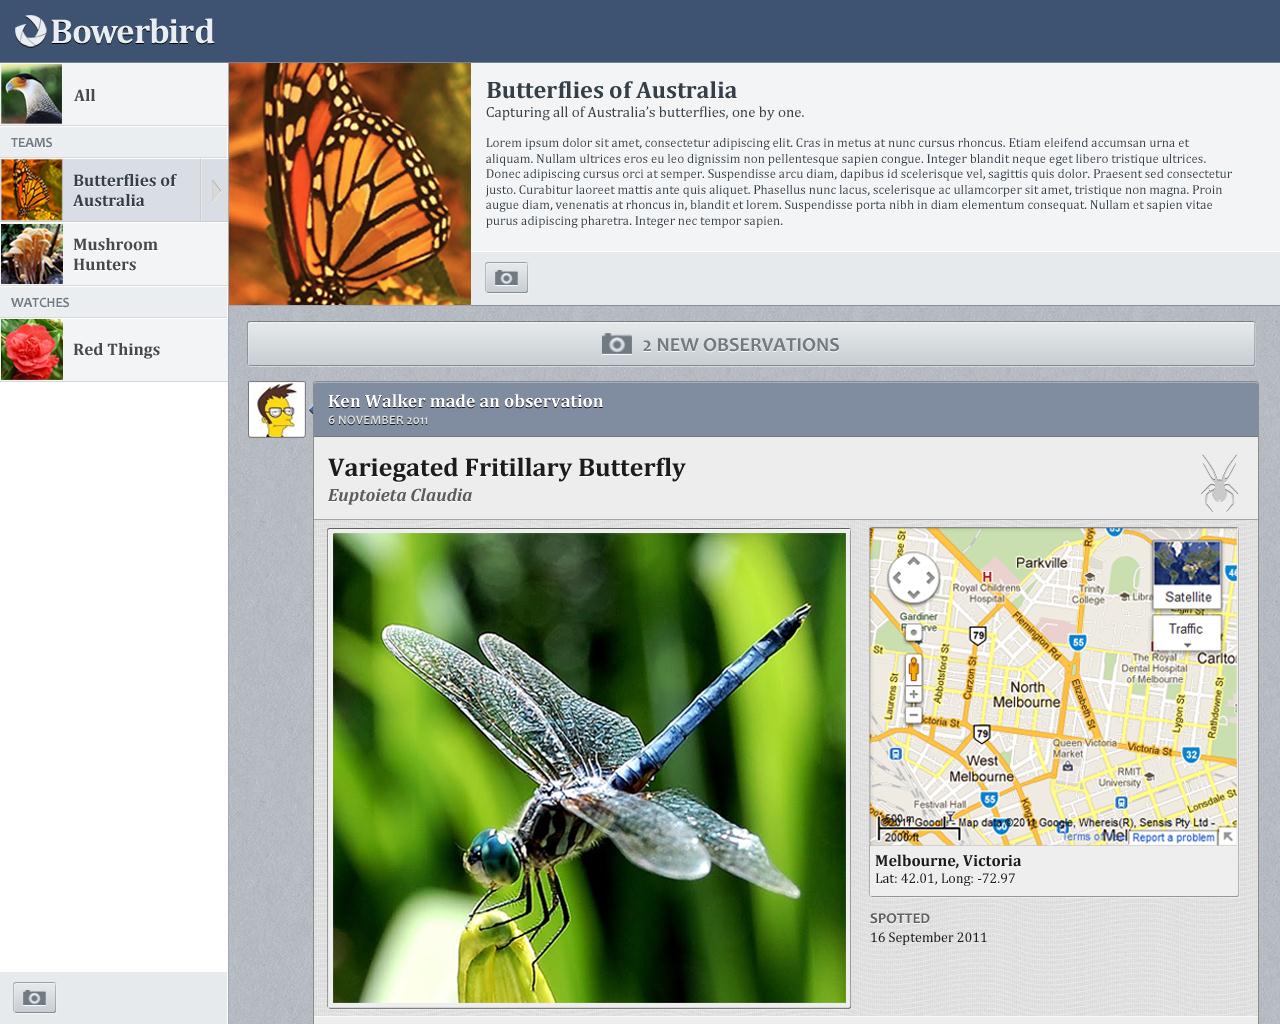 Bowerbird
All
TEAMS
Butterflies of
Australia
Mushroom
Hunters
WATCHES
Red Things
Butterflies of Australia
Capturing all of Australia's butterflies, one by one.
Lorem ipsum dolor sit amet, consectetur adipiscing elit. Cras in metus at nunc cursus rhoncus. Etiam eleifend accumsan urna et
aliquam. Nullam ultrices eros eu leo dignissim non pellentesque sapien congue. Integer blandit neque eget libero tristique ultrices.
Donec adipiscing cursus orci at semper. Suspendisse arcu diam, dapibus id scelerisque vel, sagittis quis dolor. Praesent sed consectetur
justo. Curabitur laoreet mattis ante quis aliquet. Phasellus nunc lacus, scelerisque ac ullamcorper sit amet, tristique non magna. Proin
augue diam, venenatis at rhoncus in, blandit et lorem. Suspendisse porta nibh in diam elementum consequat. Nullam et sapien vitae
purus adipiscing pharetra. Integer nec tempor sapien.
2 NEW OBSERVATIONS
Ken Walker made an observation
6 NOVEMBER 2011
Variegated Fritillary Butterfly
Euptoieta Claudia
Parkville
H
Royal Childrens
Hospital
Trinity
College
Satellite
Traffic
Gardiner
79
Flemington Rd
55
The Royal
Dental Hospital
of Melbourne
St
Laurens St
Abbotsford St
Curzon St
North
Melbourne
Elizabeth St
Lygon St
Rathdowne St
79
Queen Victoria
Market
Victoria St
32
West
Melbourne
RMIT
University
Festival Hall
55
Lonsdale St
500 m
2000 ft
©2011 Google - Map data ©2011 Google, Whereis(R), Sensis Pty Ltd -
Report a problem
Melbourne, Victoria
Lat: 42.01, Long: -72.97
SPOTTED
16 September 2011